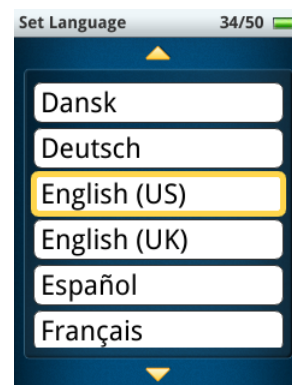 Set Language 34/50
Dansk
Deutsch
English (US)
English (UK)
Español
Français